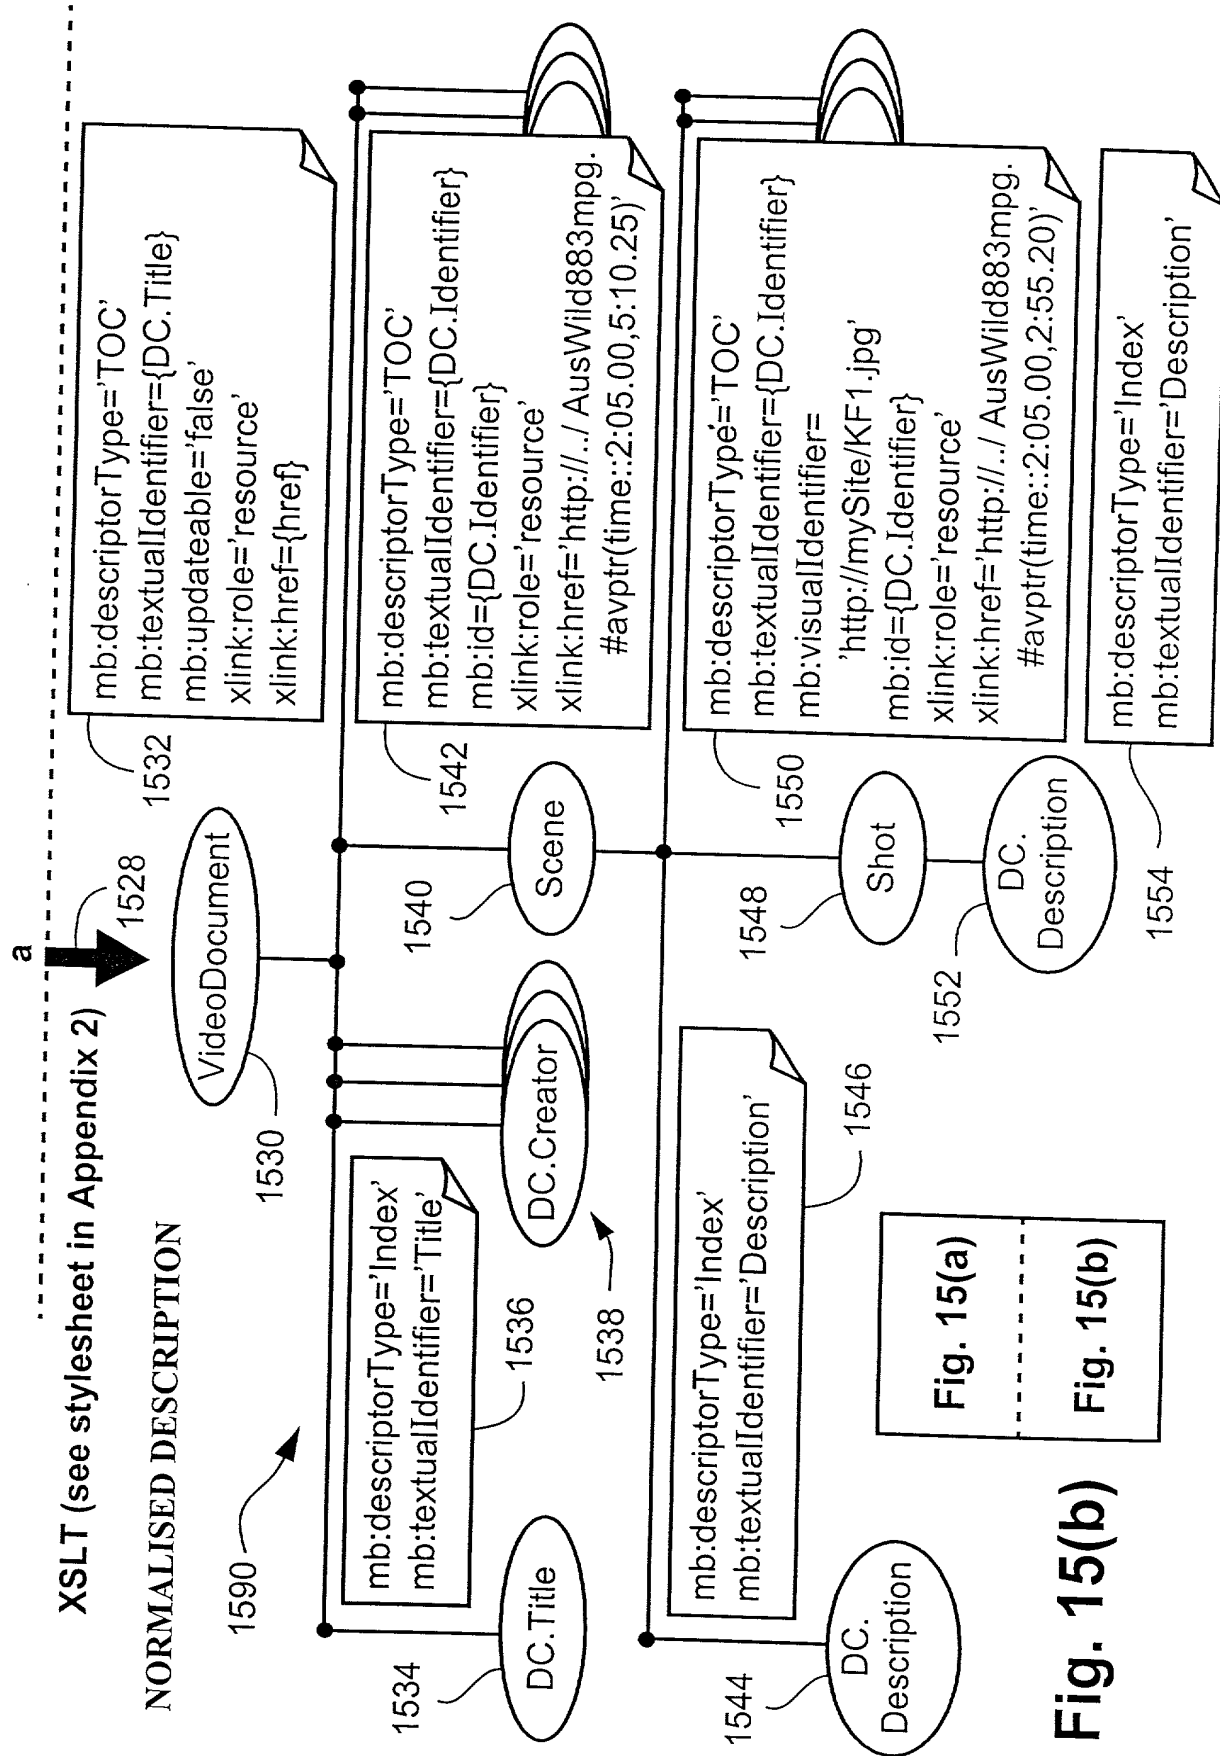 a
XSLT (see stylesheet in Appendix 2)
1528
NORMALISED DESCRIPTION
1590
VideoDocument
1530
mb:descriptorType='TOC'
mb:textualIdentifier={DC.Title}
mb:updateable='false'
xlink:role='resource'
xlink:href={href}
1532
DC.Title
1534
mb:descriptorType='Index'
mb:textualIdentifier='Title'
1536
DC.Creator
1538
Scene
1540
mb:descriptorType='TOC'
mb:textualIdentifier={DC.Identifier}
mb:id={DC.Identifier}
xlink:role='resource'
xlink:href='http://../ AusWild883mpg.
#avptr(time::2:05.00,5:10.25)'
1542
DC.
Description
1544
mb:descriptorType='Index'
mb:textualIdentifier='Description'
1546
Shot
1548
mb:descriptorType='TOC'
mb:textualIdentifier={DC.Identifier}
mb:visualIdentifier=
'http://mySite/KF1.jpg'
mb:id={DC.Identifier}
xlink:role='resource'
xlink:href='http://../ AusWild883mpg.
#avptr(time::2:05.00,2:55.20)'
1550
DC.
Description
1552
mb:descriptorType='Index'
mb:textualIdentifier='Description'
1554
Fig. 15(a)
Fig. 15(b)
Fig. 15(b)